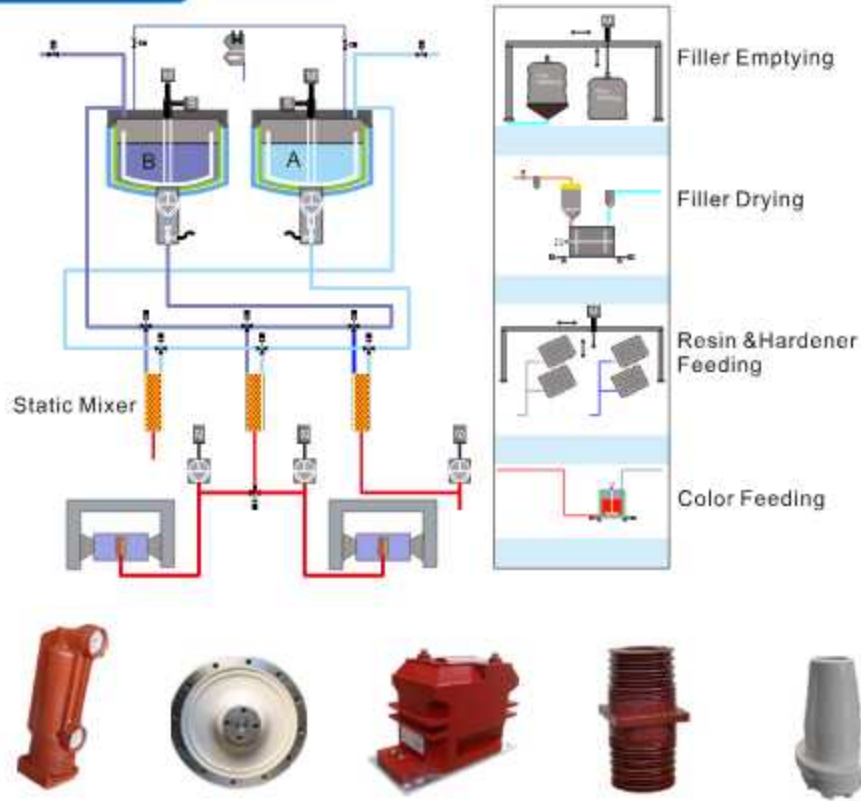 B
A
Filler Emptying
Filler Drying
Resin &Hardener
Feeding
Static Mixer
Color Feeding